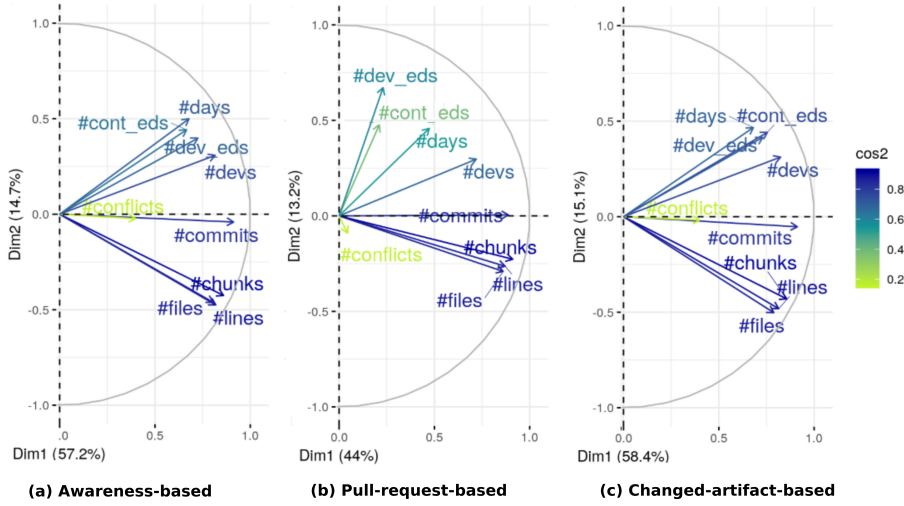 1.0
0.5
0.0
-0.5
-1.0
Dim2 (14.7%)
#days
#cont_eds
#dev_eds
#devs
#conflicts
#commits
#chunks
#files
#lines
.0 0.5 1.0
Dim1 (57.2%)
(a) Awareness-based
1.0
0.5
0.0
-0.5
-1.0
Dim2 (13.2%)
#dev_eds
#cont_eds
#days
#devs
#commits
#conflicts
#chunks
#lines
#files
.0 0.5 1.0
Dim1 (44%)
(b) Pull-request-based
1.0
0.5
0.0
-0.5
-1.0
Dim2 (15.1%)
#days
#cont_eds
#dev_eds
#devs
#conflicts
#commits
#chunks
#lines
#files
.0 0.5 1.0
Dim1 (58.4%)
(c) Changed-artifact-based
cos2
0.8
0.6
0.4
0.2